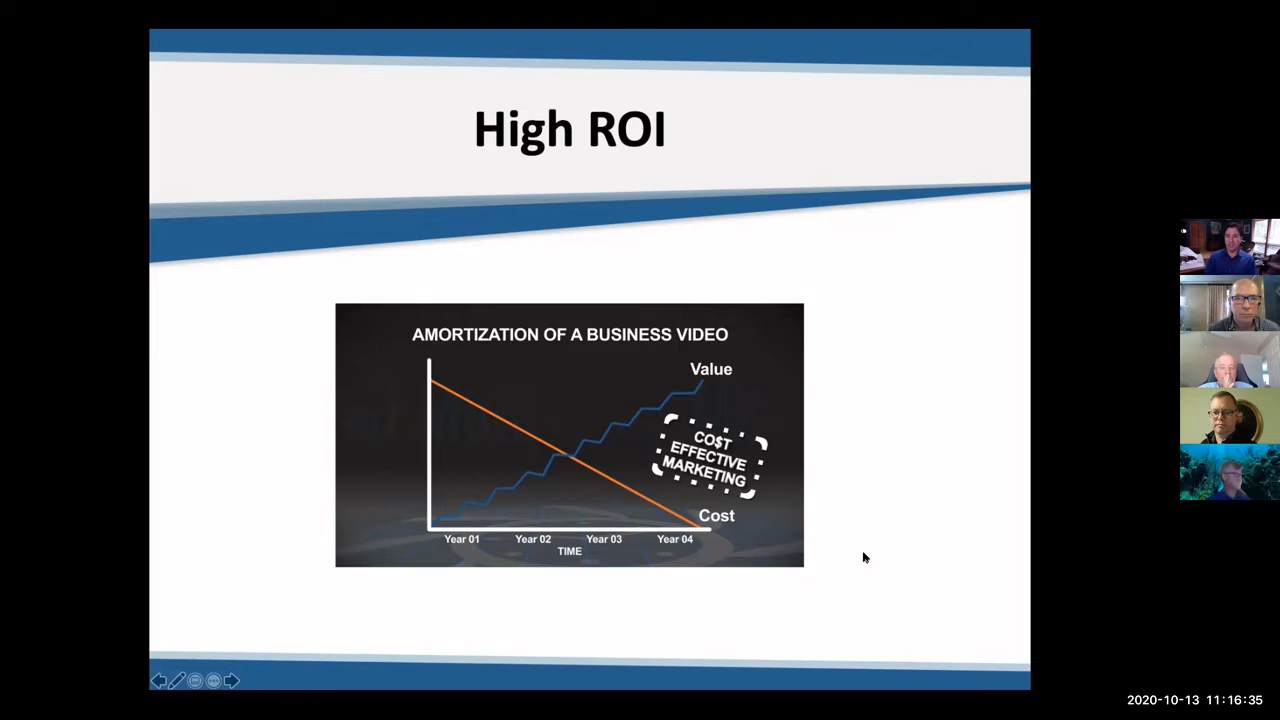 High ROI
AMORTIZATION OF A BUSINESS VIDEO
Value
CO$T
EFFECTIVE
MARKETING
Cost
Year 01 Year 02 Year 03 Year 04
TIME
2020-10-13 11:16:35